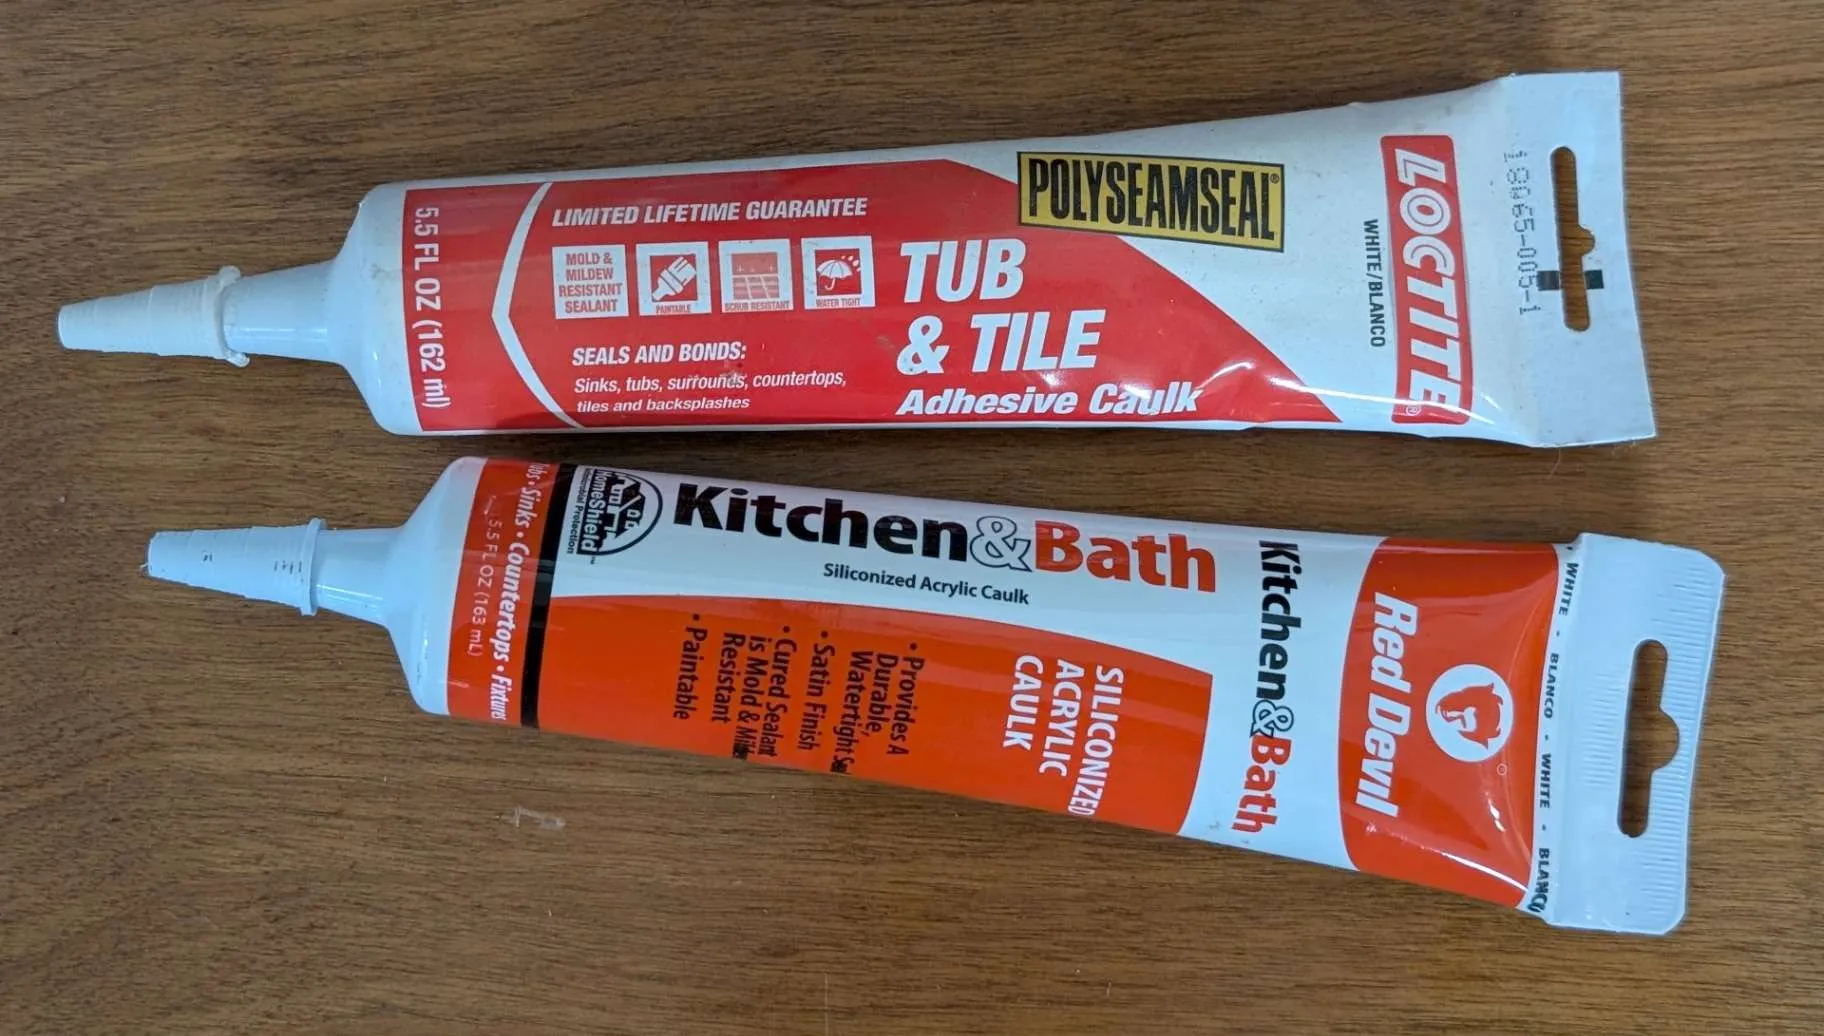 5.5 FL OZ (162 ml)
LIMITED LIFETIME GUARANTEE
MOLD &
MILDEW
RESISTANT
SEALANT
PAINTABLE
SCRUB RESISTANT
WATER TIGHT
SEALS AND BONDS:
Sinks, tubs, surrounds, countertops,
tiles and backsplashes
POLYSEAMSEAL®
TUB
& TILE
Adhesive Caulk
WHITE/BLANCO
LOCTITE®
18065-005-1
Sinks • Countertops • Fixtures
5.5 FL OZ (163 mL)
HomeShield™
Antimicrobial Protection
Kitchen&Bath
Siliconized Acrylic Caulk
SILICONIZED
ACRYLIC
CAULK
• Provides A
Durable,
Watertight
• Satin Finish
• Cured Sealant
is Mold &
Resistant
• Paintable
Kitchen&Bath
Red Devil
WHITE - BLANCO - WHITE - BLANCO